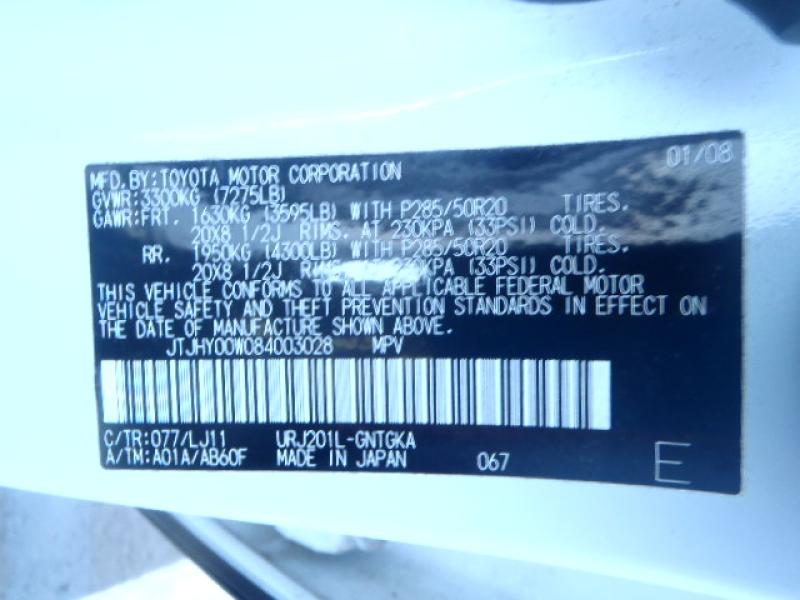 01/08
MFD.BY:TOYOTA MOTOR CORPORATION
GVWR:3300KG (7275LB)
GAWR:FRT. 1630KG (3595LB) WITH P285/50R20 TIRES.
20X8 1/2J RIMS. AT 230KPA (33PSI) COLD.
RR. 1950KG (4300LB) WITH P285/50R20 TIRES.
20X8 1/2J (33PSI) COLD.
THIS VEHICLE CONFORMS TO ALL APPLICABLE FEDERAL MOTOR
VEHICLE SAFETY AND THEFT PREVENTION STANDARDS IN EFFECT ON
THE DATE OF MANUFACTURE SHOWN ABOVE.
JTJHY00W084003028 MPV
C/TR:077/LJ11 URJ201L-GNTGKA
A/TM:A01A/AB60F MADE IN JAPAN 067 E